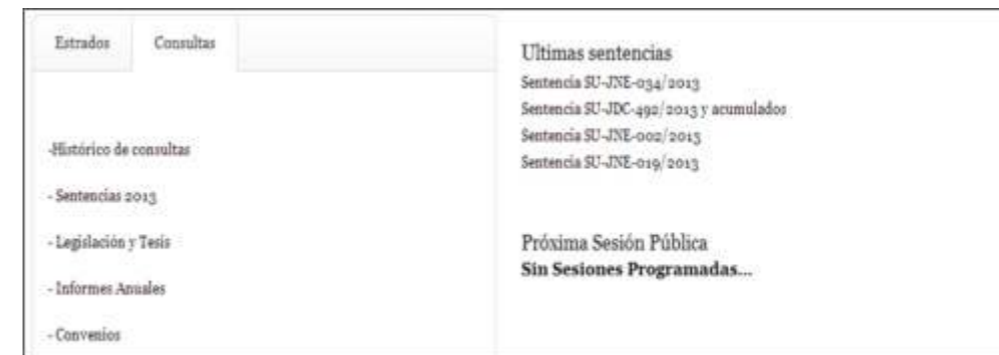 Estrados
Consultas
-Histórico de consultas
- Sentencias 2013
- Legislación y Tesis
- Informes Anuales
- Convenios
Ultimas sentencias
Sentencia SU-JNE-034/2013
Sentencia SU-JDC-492/2013 y acumulados
Sentencia SU-JNE-002/2013
Sentencia SU-JNE-019/2013
Próxima Sesión Pública
Sin Sesiones Programadas...